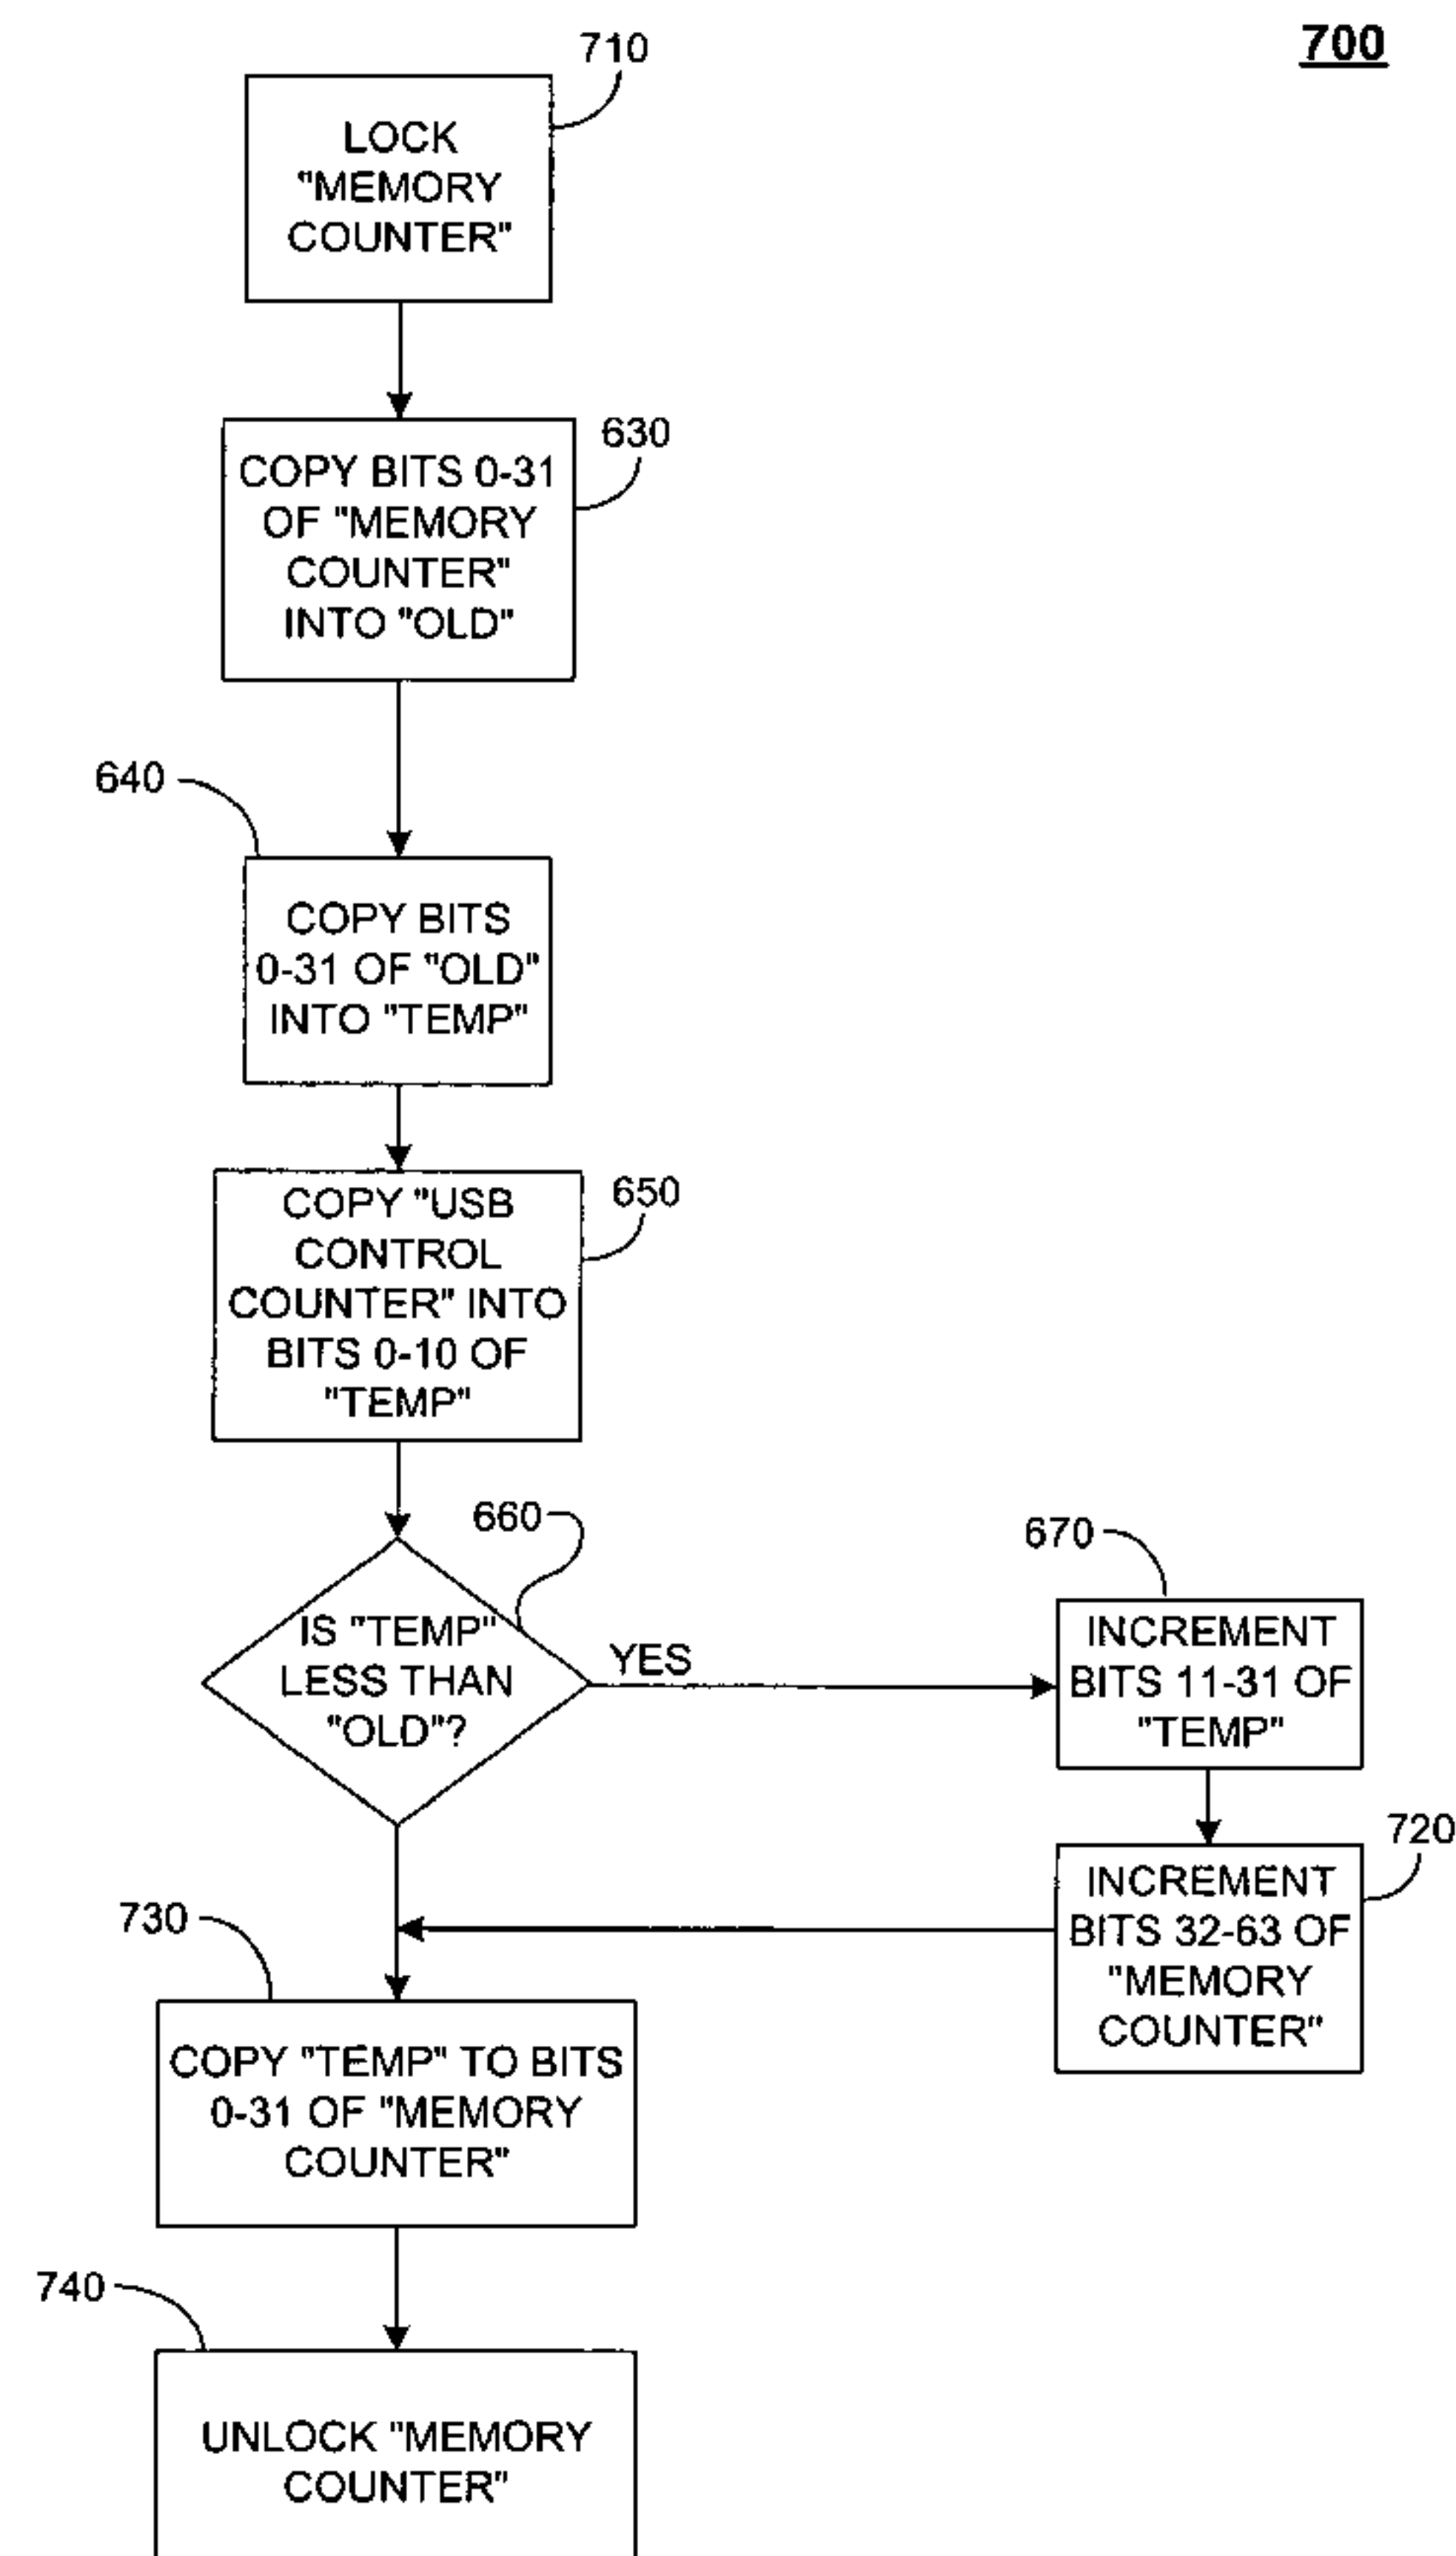 700
710
LOCK
"MEMORY
COUNTER"
630
COPY BITS 0-31
OF "MEMORY
COUNTER"
INTO "OLD"
640
COPY BITS
0-31 OF "OLD"
INTO "TEMP"
650
COPY "USB
CONTROL
COUNTER" INTO
BITS 0-10 OF
"TEMP"
660
IS "TEMP"
LESS THAN
"OLD"?
YES
670
INCREMENT
BITS 11-31 OF
"TEMP"
720
INCREMENT
BITS 32-63 OF
"MEMORY
COUNTER"
730
COPY "TEMP" TO BITS
0-31 OF "MEMORY
COUNTER"
740
UNLOCK "MEMORY
COUNTER"